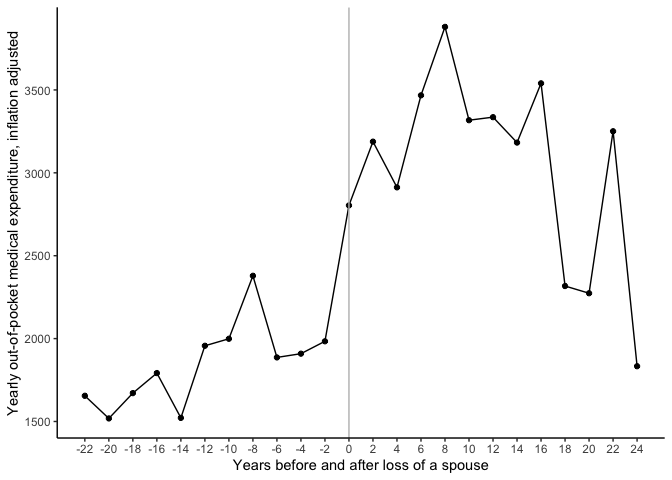 Yearly out-of-pocket medical expenditure, inflation adjusted
3500
3000
2500
2000
1500
-22 -20 -18 -16 -14 -12 -10 -8 -6 -4 -2 0 2 4 6 8 10 12 14 16 18 20 22 24
Years before and after loss of a spouse